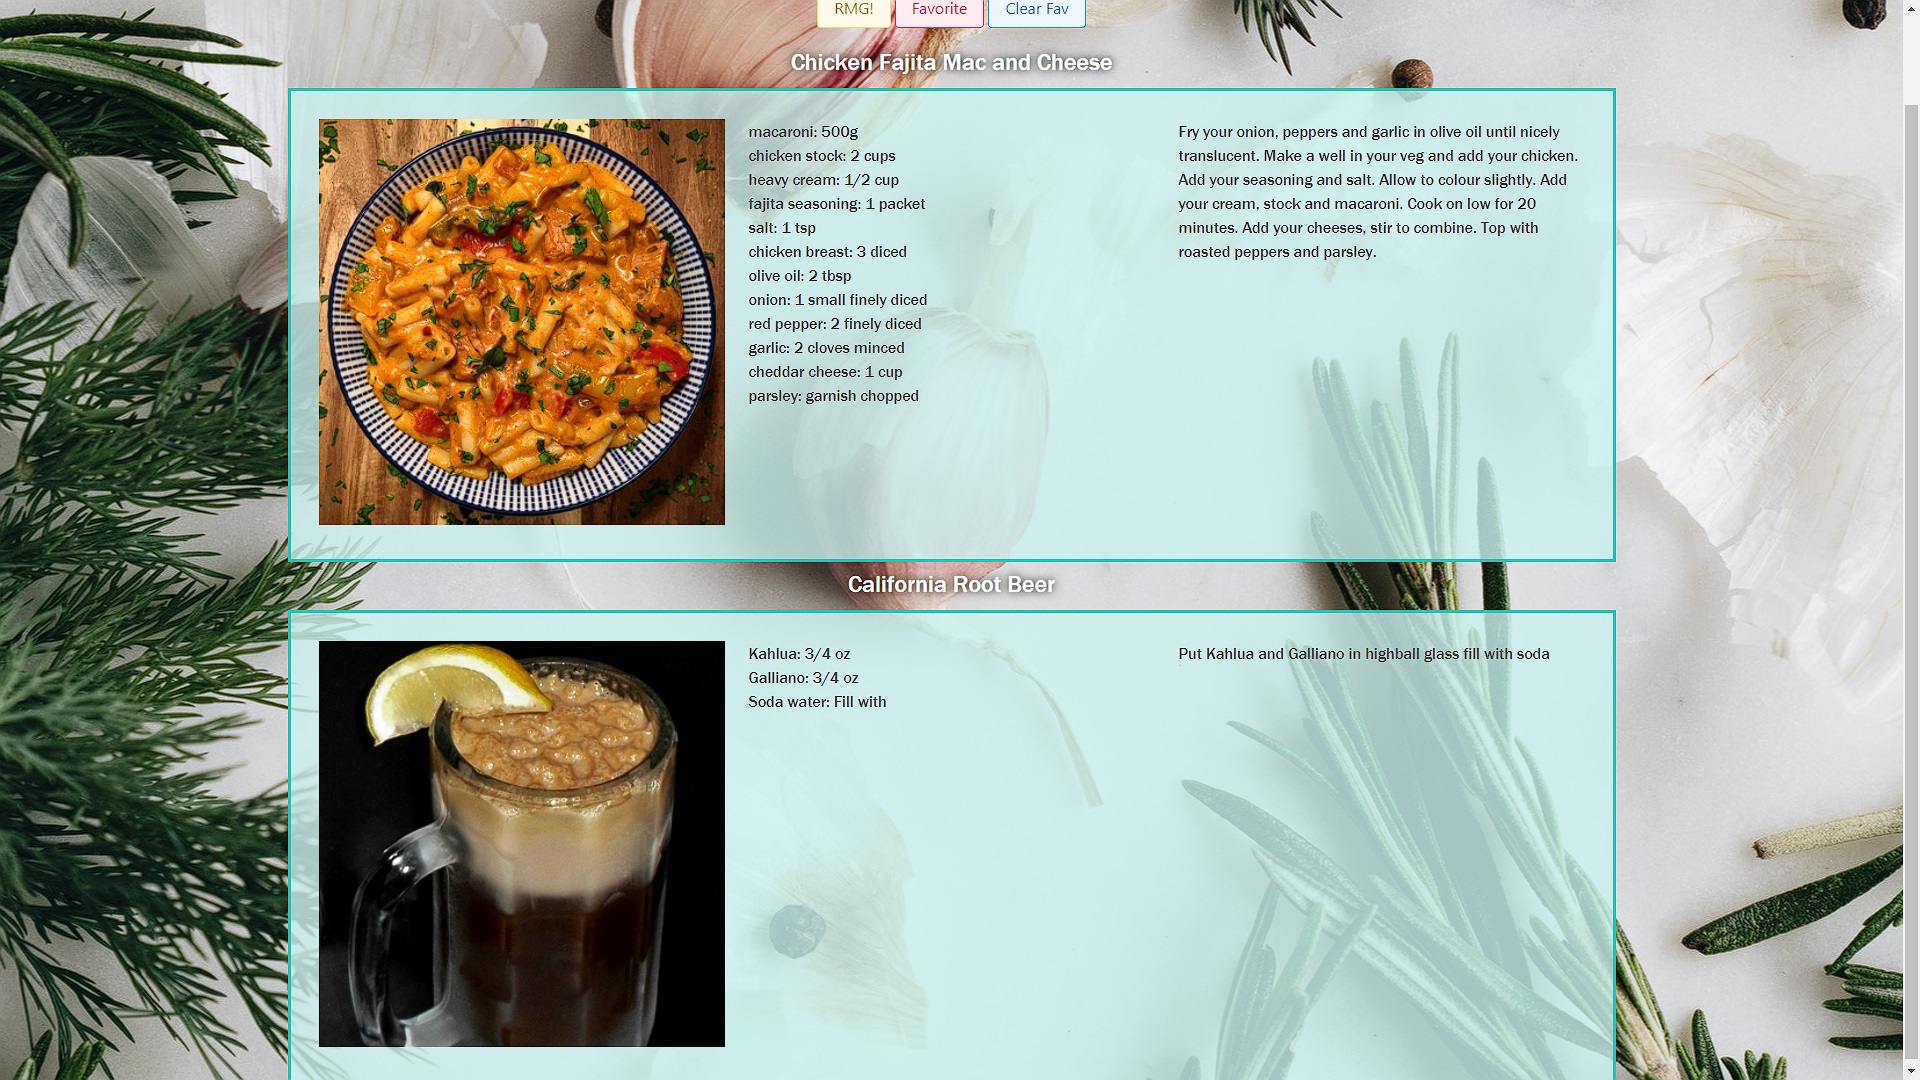 RMG!
Favorite
Clear Fav
Chicken Fajita Mac and Cheese
macaroni: 500g
chicken stock: 2 cups
heavy cream: 1/2 cup
fajita seasoning: 1 packet
salt: 1 tsp
chicken breast: 3 diced
olive oil: 2 tbsp
onion: 1 small finely diced
red pepper: 2 finely diced
garlic: 2 cloves minced
cheddar cheese: 1 cup
parsley: garnish chopped
Fry your onion, peppers and garlic in olive oil until nicely
translucent. Make a well in your veg and add your chicken.
Add your seasoning and salt. Allow to colour slightly. Add
your cream, stock and macaroni. Cook on low for 20
minutes. Add your cheeses, stir to combine. Top with
roasted peppers and parsley.
California Root Beer
Kahlua: 3/4 oz
Galliano: 3/4 oz
Soda water: Fill with
Put Kahlua and Galliano in highball glass fill with soda